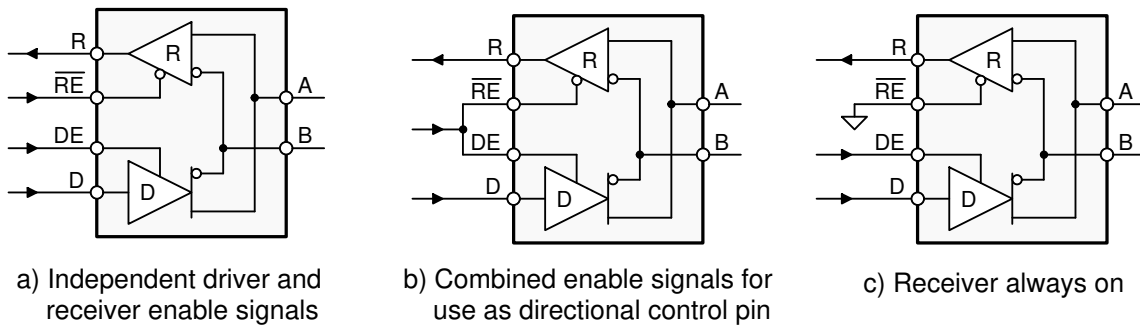 R
R
RE
DE
D
D
A
B
a) Independent driver and
receiver enable signals
R
R
RE
DE
D
D
A
B
b) Combined enable signals for
use as directional control pin
R
R
RE
DE
D
D
A
B
c) Receiver always on